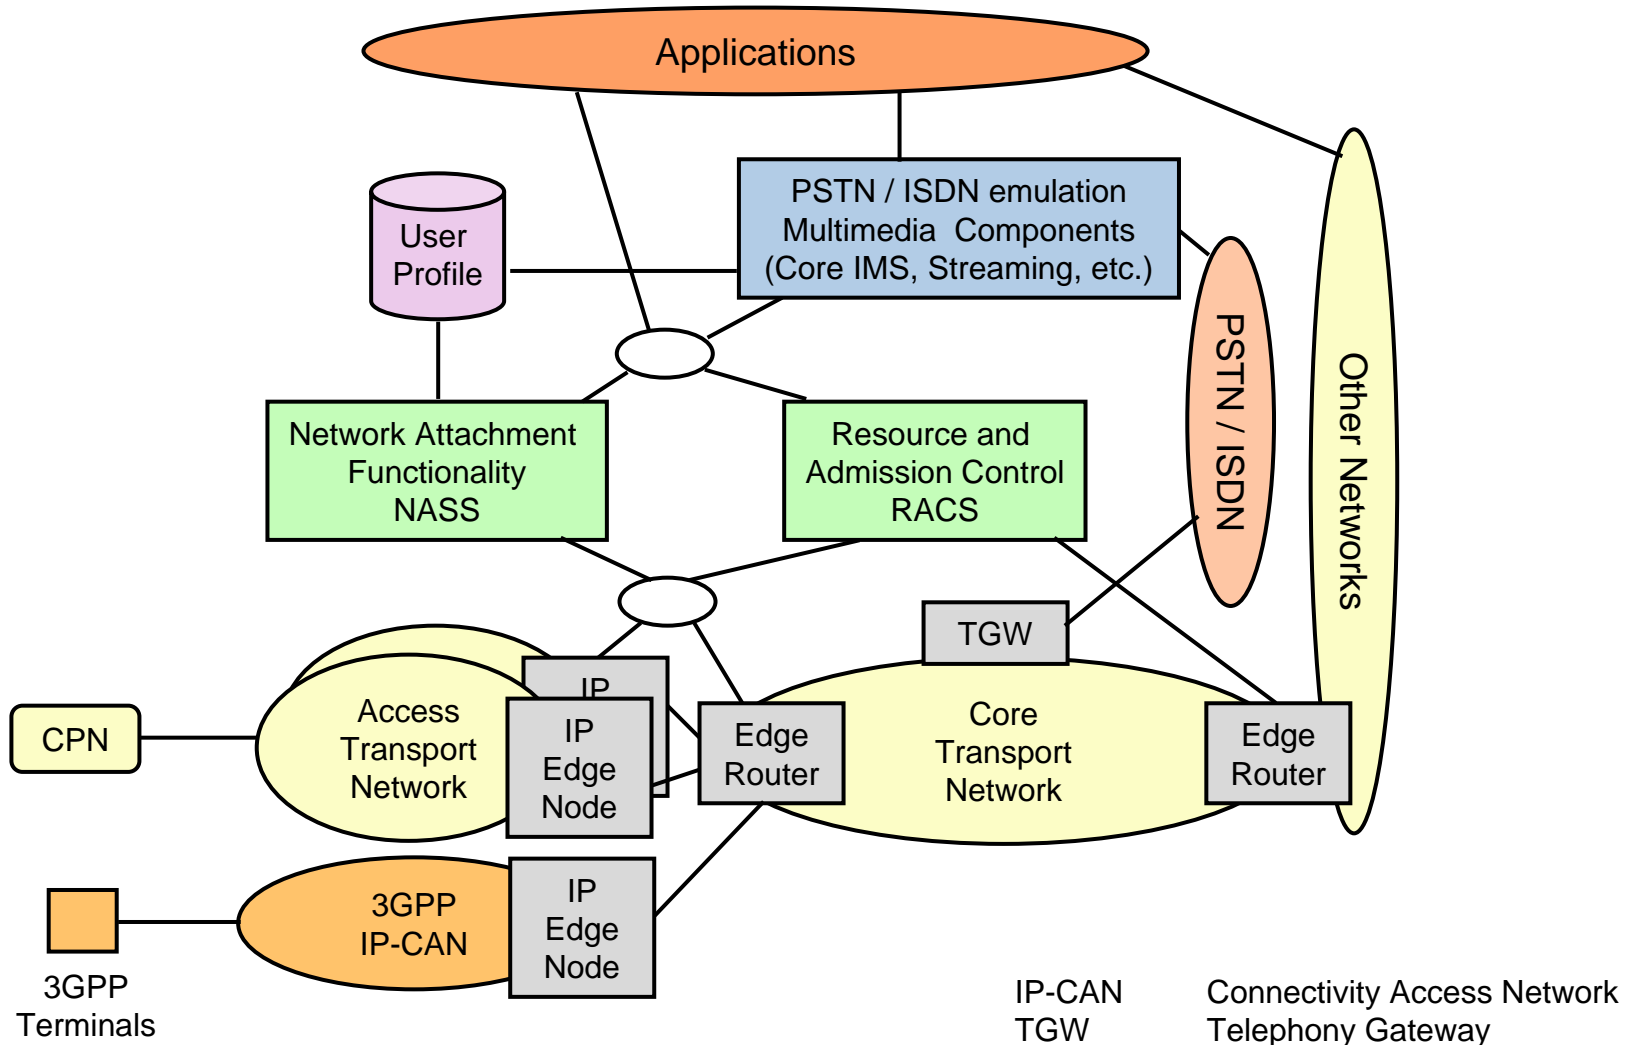 Applications
PSTN / ISDN emulation
Multimedia Components
(Core IMS, Streaming, etc.)
User
Profile
PSTN / ISDN
Other Networks
Network Attachment
Functionality
NASS
Resource and
Admission Control
RACS
TGW
IP
Access
Transport
Network
CPN
IP
Edge
Node
Edge
Router
Core
Transport
Network
Edge
Router
3GPP
IP-CAN
IP
Edge
Node
3GPP
Terminals
IP-CAN Connectivity Access Network
TGW Telephony Gateway